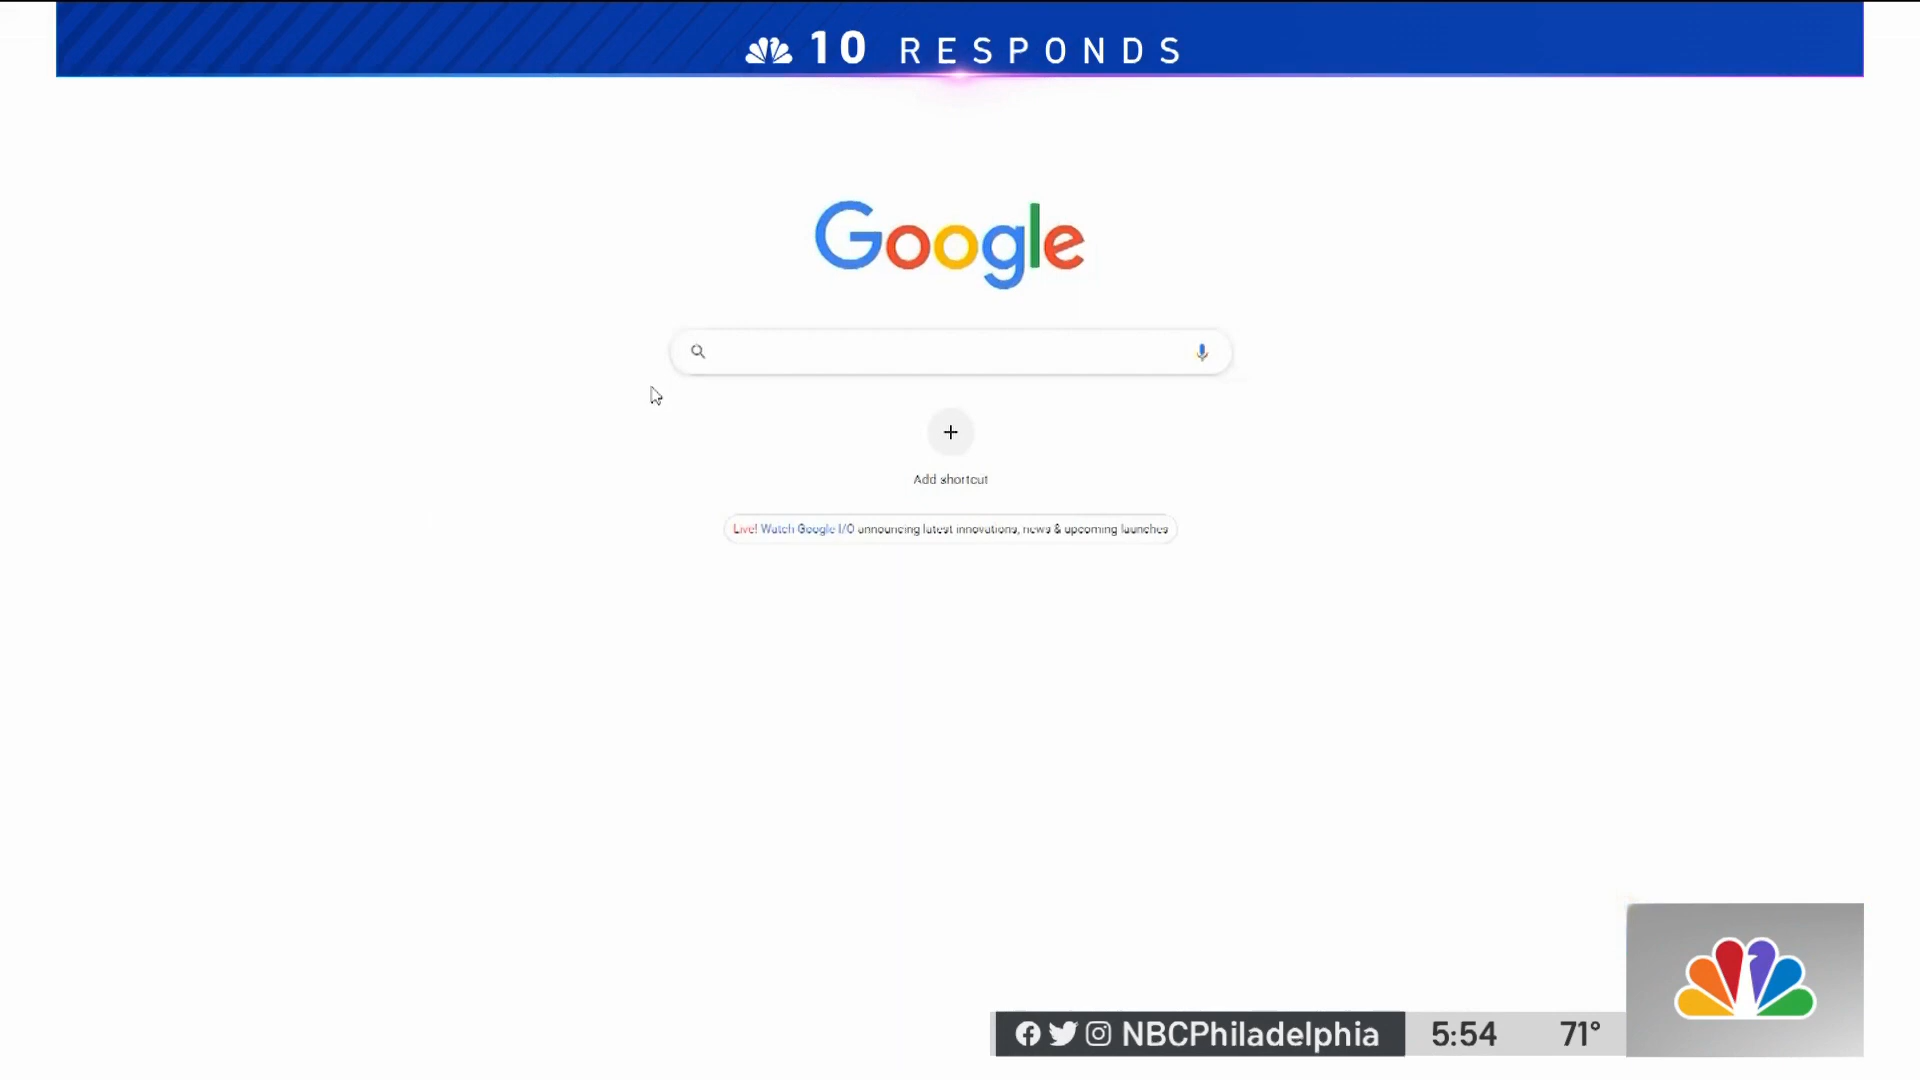 10 RESPONDS
Google
Add shortcut
Live! Watch Google I/O announcing latest innovations, news & upcoming launches
NBCPhiladelphia 5:54 71°